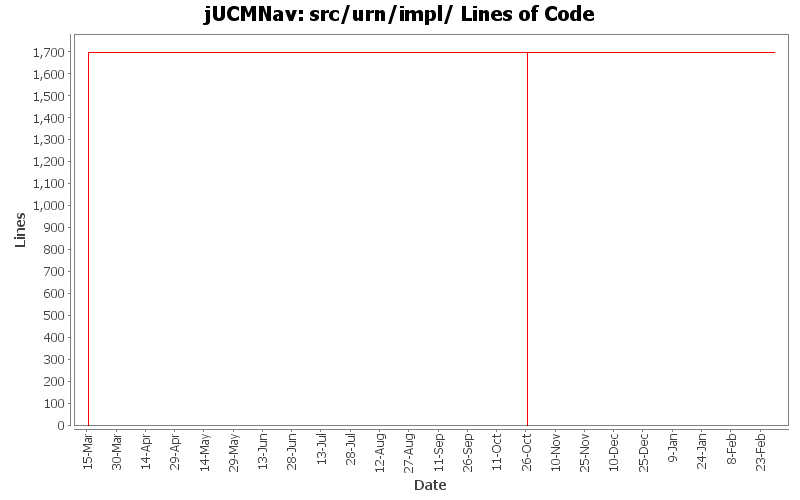 jUCMNav: src/urn/impl/ Lines of Code
Lines
1,700
1,600
1,500
1,400
1,300
1,200
1,100
1,000
900
800
700
600
500
400
300
200
100
0
15-Mar
30-Mar
14-Apr
29-Apr
14-May
29-May
13-Jun
28-Jun
13-Jul
28-Jul
12-Aug
27-Aug
11-Sep
26-Sep
11-Oct
26-Oct
10-Nov
25-Nov
10-Dec
25-Dec
9-Jan
24-Jan
8-Feb
23-Feb
Date